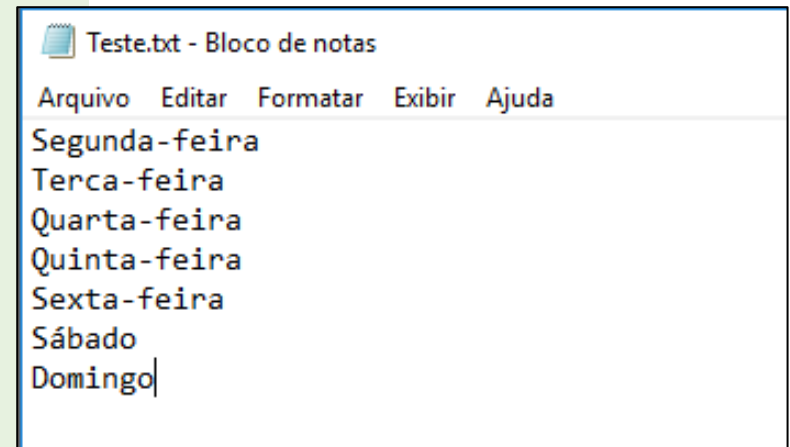 Teste.txt - Bloco de notas
Arquivo Editar Formatar Exibir Ajuda
Segunda-feira
Terca-feira
Quarta-feira
Quinta-feira
Sexta-feira
Sábado
Domingo